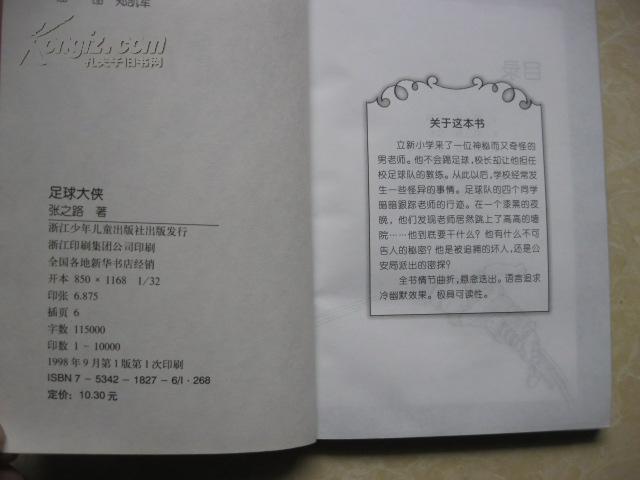 插 图 郑凯军
Kongfz.com
孔夫子旧书网
足球大侠
张之路 著
浙江少年儿童出版社出版发行
浙江印刷集团公司印刷
全国各地新华书店经销
开本 850×1168 1/32
印张 6.875
插页 6
字数 115000
印数 1-10000
1998年9月第1版第1次印刷
ISBN 7-5342-1827-6/I·268
定价：10.30元
目录
关于这本书
立新小学来了一位神秘而又奇怪的
男老师。他不会踢足球，校长却让他担任
校足球队的教练。从此以后，学校经常发
生一些怪异的事情。足球队的四个同学
暗暗跟踪老师的行迹。在一个漆黑的夜
晚，他们发现老师居然跳上了高高的墙
院……他到底要干什么？他有什么不可
告人的秘密？他是被追捕的坏人，还是公
安局派出的密探？
全书情节曲折，悬念迭出。语言追求
冷幽默效果。极具可读性。